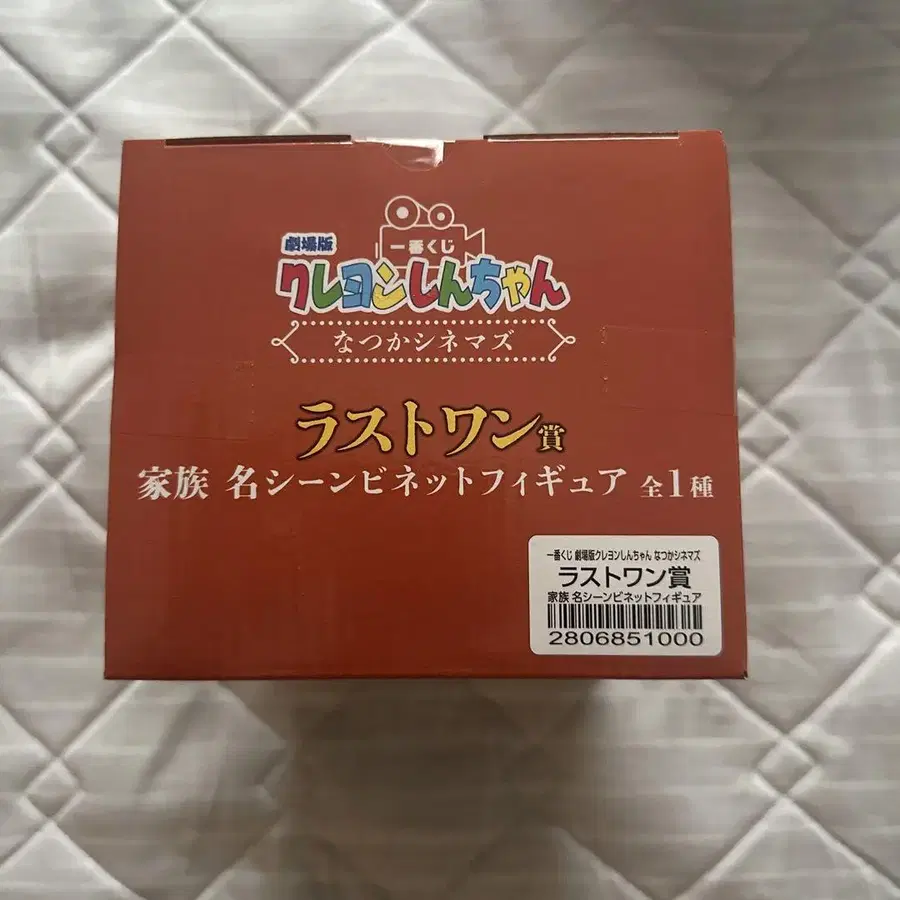 一番くじ
劇場版
クレヨンしんちゃん
なつかシネマズ
ラストワン賞
家族 名シーンビネットフィギュア 全1種
一番くじ 劇場版クレヨンしんちゃん なつかシネマズ
ラストワン賞
家族 名シーンビネットフィギュア
2806851000